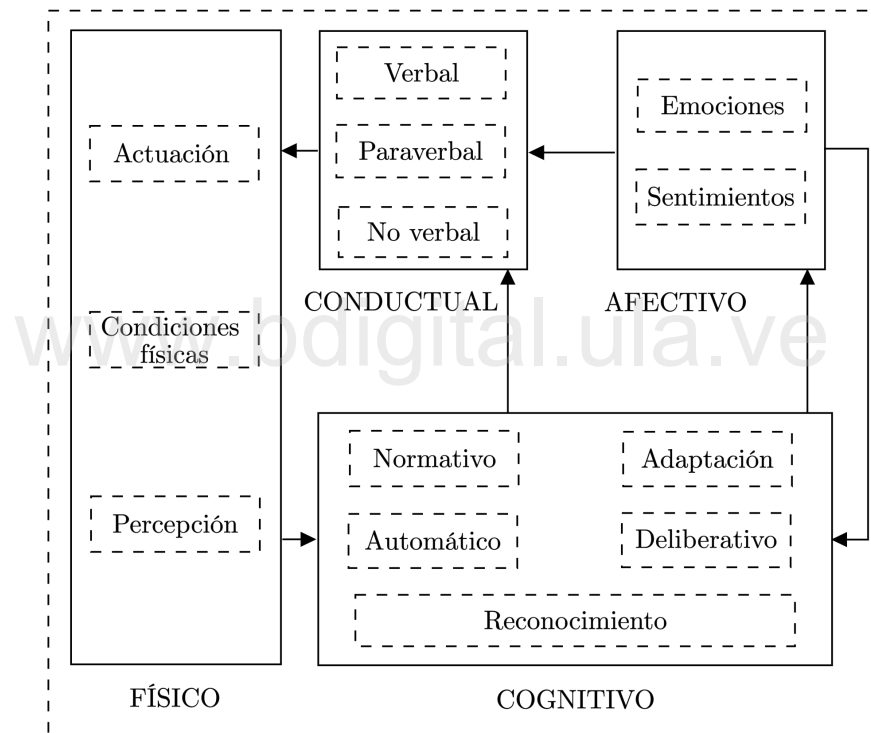 Actuación
Condiciones
físicas
Percepción
FÍSICO
Verbal
Paraverbal
No verbal
CONDUCTUAL
Emociones
Sentimientos
AFECTIVO
www.bdigital.ula.ve
Normativo
Adaptación
Automático
Deliberativo
Reconocimiento
COGNITIVO